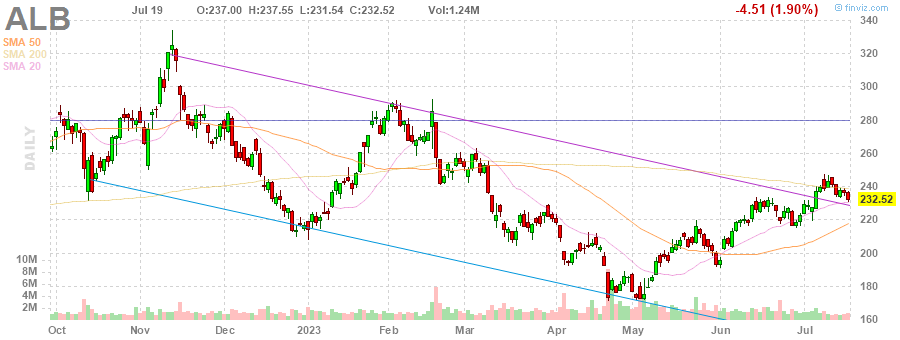 ALB Jul 19 O:237.00 H:237.55 L:231.54 C:232.52 Vol:1.24M -4.51 (1.90%) finviz.com
SMA 50
SMA 200
SMA 20
DAILY
340
320
300
280
260
240
232.52
220
200
180
160
10M
8M
6M
4M
2M
Oct Nov Dec 2023 Feb Mar Apr May Jun Jul